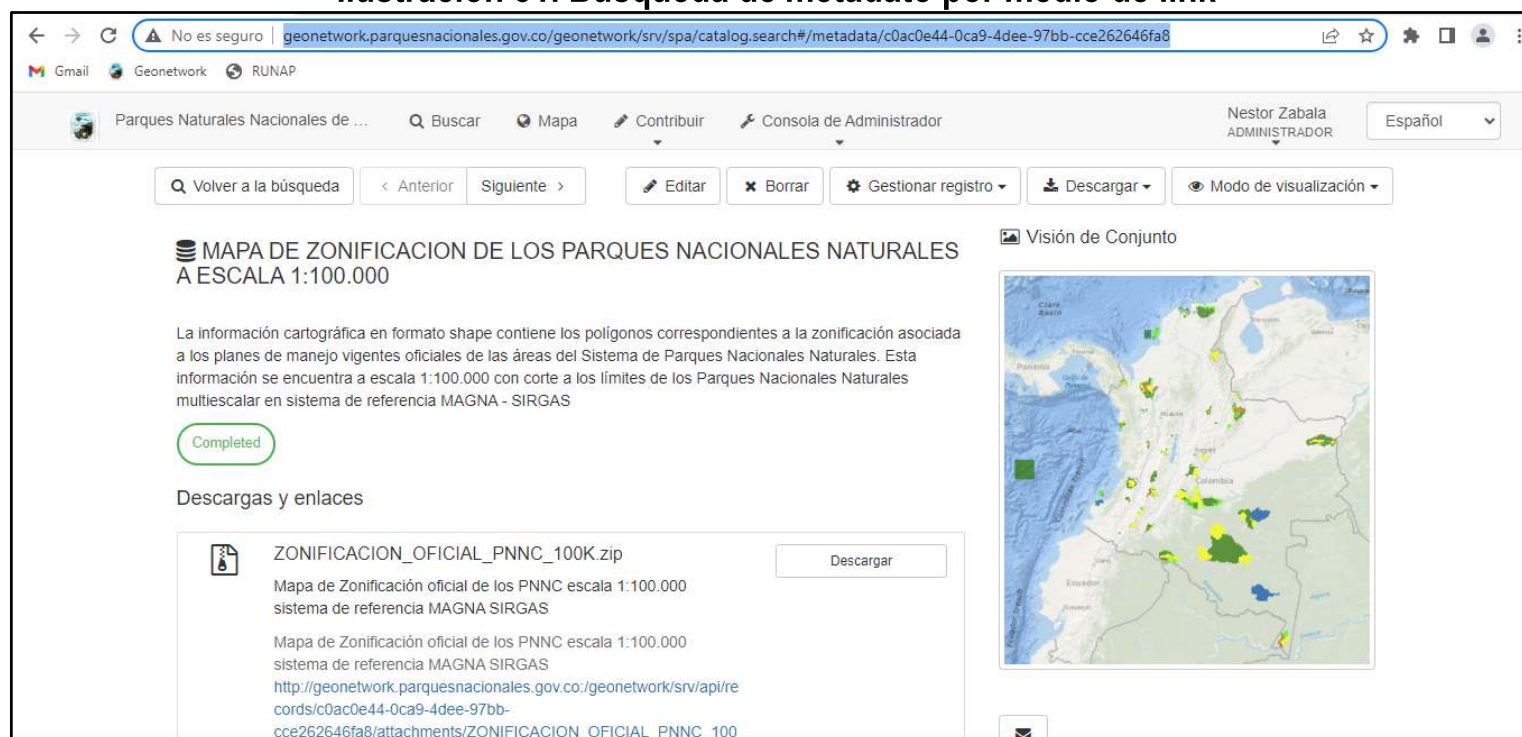 No es seguro geonetwork.parquesnacionales.gov.co/geonetwork/srv/spa/catalog.search#/metadata/c0ac0e44-0ca9-4dee-97bb-cce262646fa8
Gmail Geonetwork RUNAP
Parques Naturales Nacionales de ... Buscar Mapa Contribuir Consola de Administrador Nestor Zabala Español
ADMINISTRADOR
Volver a la búsqueda < Anterior Siguiente > Editar Borrar Gestionar registro Descargar Modo de visualización
MAPA DE ZONIFICACION DE LOS PARQUES NACIONALES NATURALES
A ESCALA 1:100.000
La información cartográfica en formato shape contiene los polígonos correspondientes a la zonificación asociada
a los planes de manejo vigentes oficiales de las áreas del Sistema de Parques Nacionales Naturales. Esta
información se encuentra a escala 1:100.000 con corte a los límites de los Parques Nacionales Naturales
multiescalar en sistema de referencia MAGNA - SIRGAS
Completed
Descargas y enlaces
ZONIFICACION_OFICIAL_PNNC_100K.zip
Descargar
Mapa de Zonificación oficial de los PNNC escala 1:100.000
sistema de referencia MAGNA SIRGAS
Mapa de Zonificación oficial de los PNNC escala 1:100.000
sistema de referencia MAGNA SIRGAS
http://geonetwork.parquesnacionales.gov.co:/geonetwork/srv/api/re
cords/c0ac0e44-0ca9-4dee-97bb-
cce262646fa8/attachments/ZONIFICACION_OFICIAL_PNNC_100
Visión de Conjunto
Panamá
Colombia
Ecuador